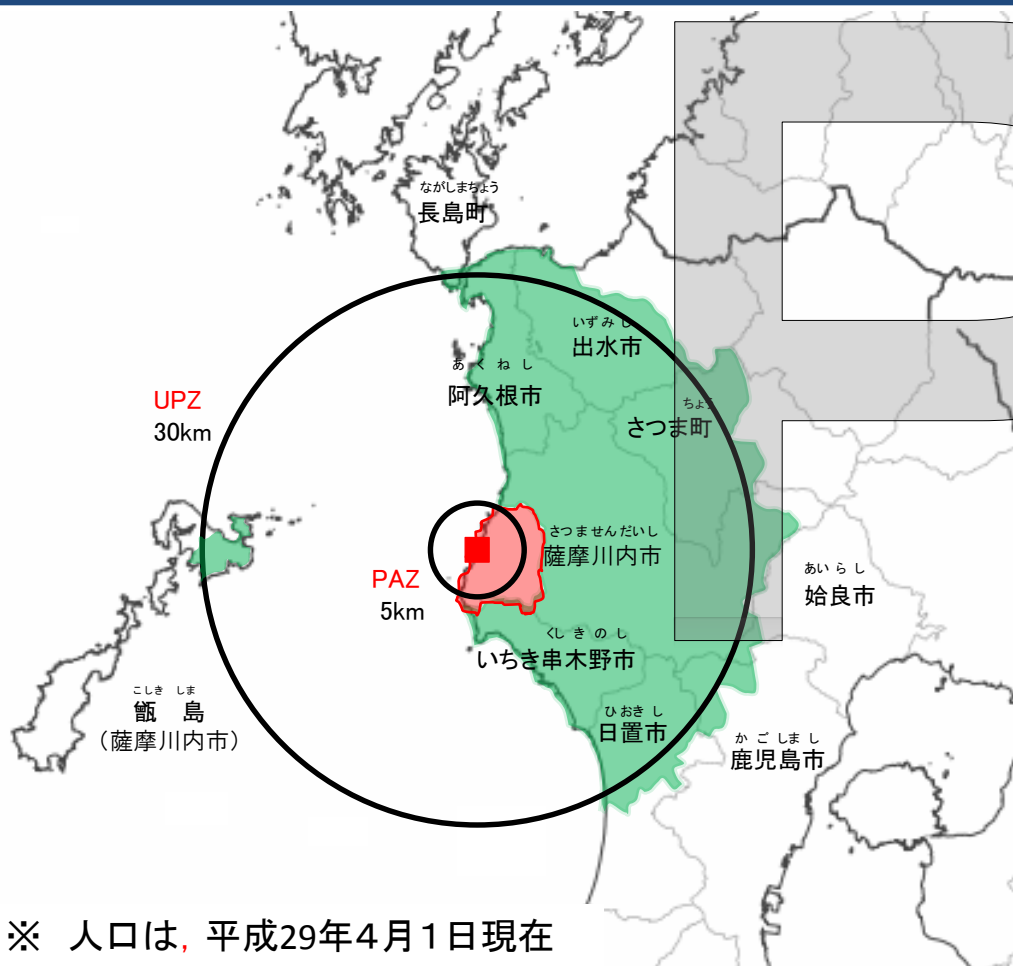 ながしまちょう
長島町
いずみし
出水市
あくねし
阿久根市
UPZ
30km
ちょう
さつま町
さつませんだいし
薩摩川内市
PAZ
5km
あいらし
姶良市
くしきのし
いちき串木野市
こしき しま
甑 島
（薩摩川内市）
ひおきし
日置市
かごしまし
鹿児島市
※ 人口は, 平成29年4月1日現在